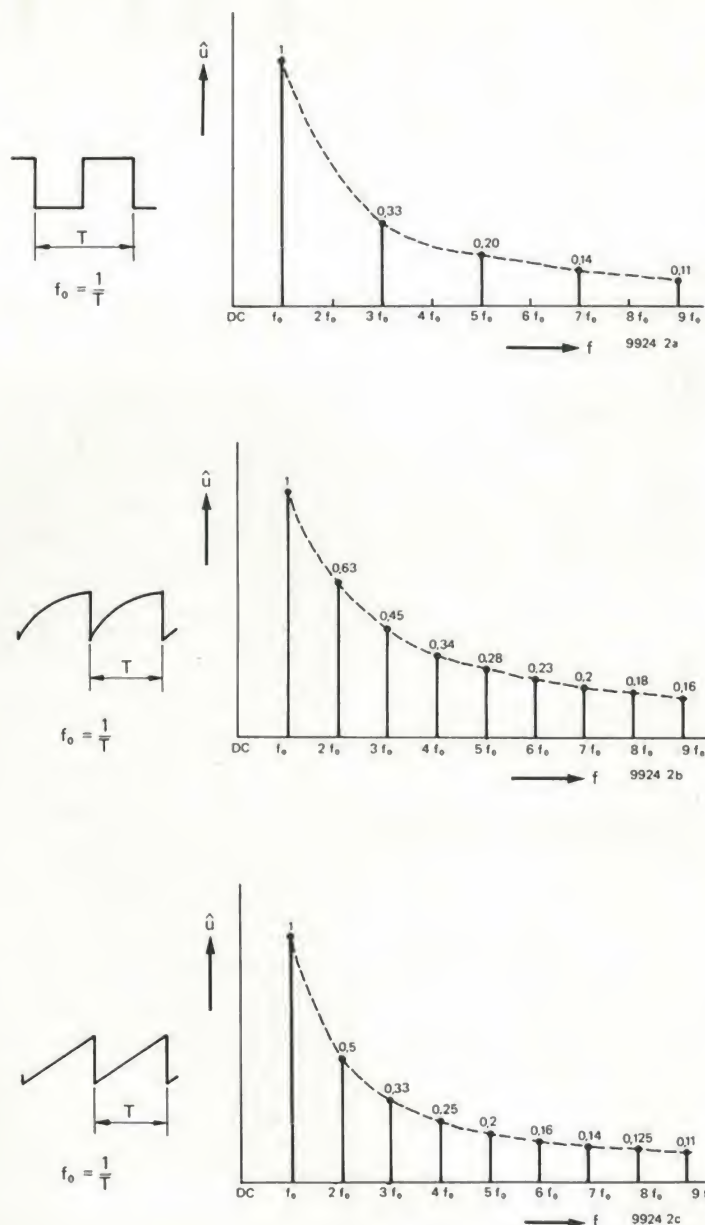 û
1
0,33
0,20
0,14
0,11
T
f₀ = 1/T
DC f₀ 2 f₀ 3 f₀ 4 f₀ 5 f₀ 6 f₀ 7 f₀ 8 f₀ 9 f₀
f 9924 2a
û
1
0,63
0,45
0,34
0,28
0,23
0,2
0,18
0,16
T
f₀ = 1/T
DC f₀ 2 f₀ 3 f₀ 4 f₀ 5 f₀ 6 f₀ 7 f₀ 8 f₀ 9 f₀
f 9924 2b
û
1
0,5
0,33
0,25
0,2
0,16
0,14
0,125
0,11
T
f₀ = 1/T
DC f₀ 2 f₀ 3 f₀ 4 f₀ 5 f₀ 6 f₀ 7 f₀ 8 f₀ 9 f
f 9924 2c